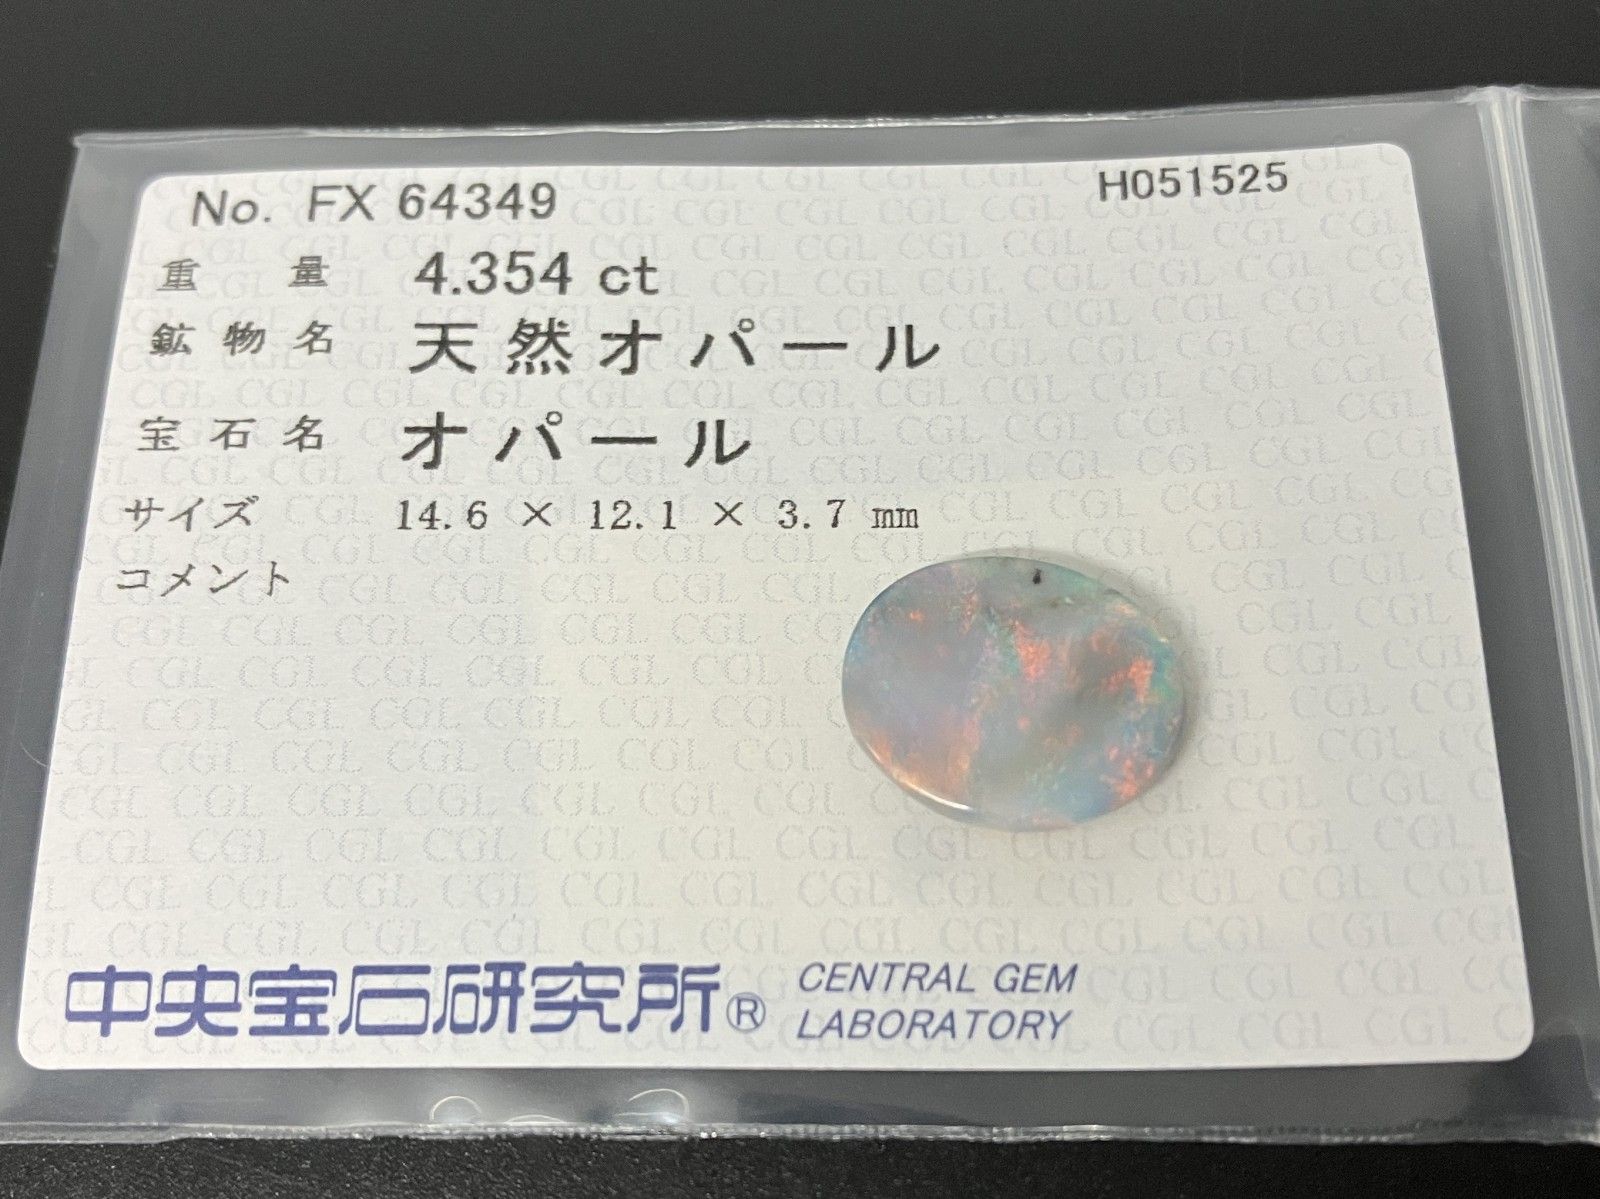 No. FX 64349
H051525
重量 4.354 ct
鉱物名 天然オパール
宝石名 オパール
サイズ 14.6 × 12.1 × 3.7 mm
コメント
中央宝石研究所® CENTRAL GEM
LABORATORY